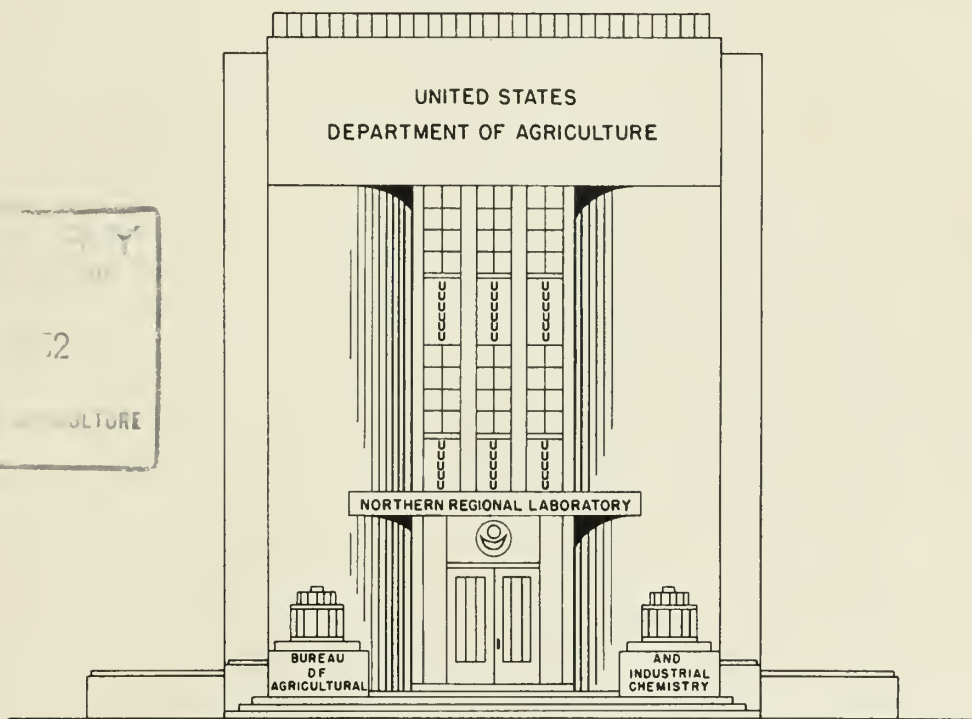 UNITED STATES
DEPARTMENT OF AGRICULTURE
NORTHERN REGIONAL LABORATORY
BUREAU
OF
AGRICULTURAL
AND
INDUSTRIAL
CHEMISTRY